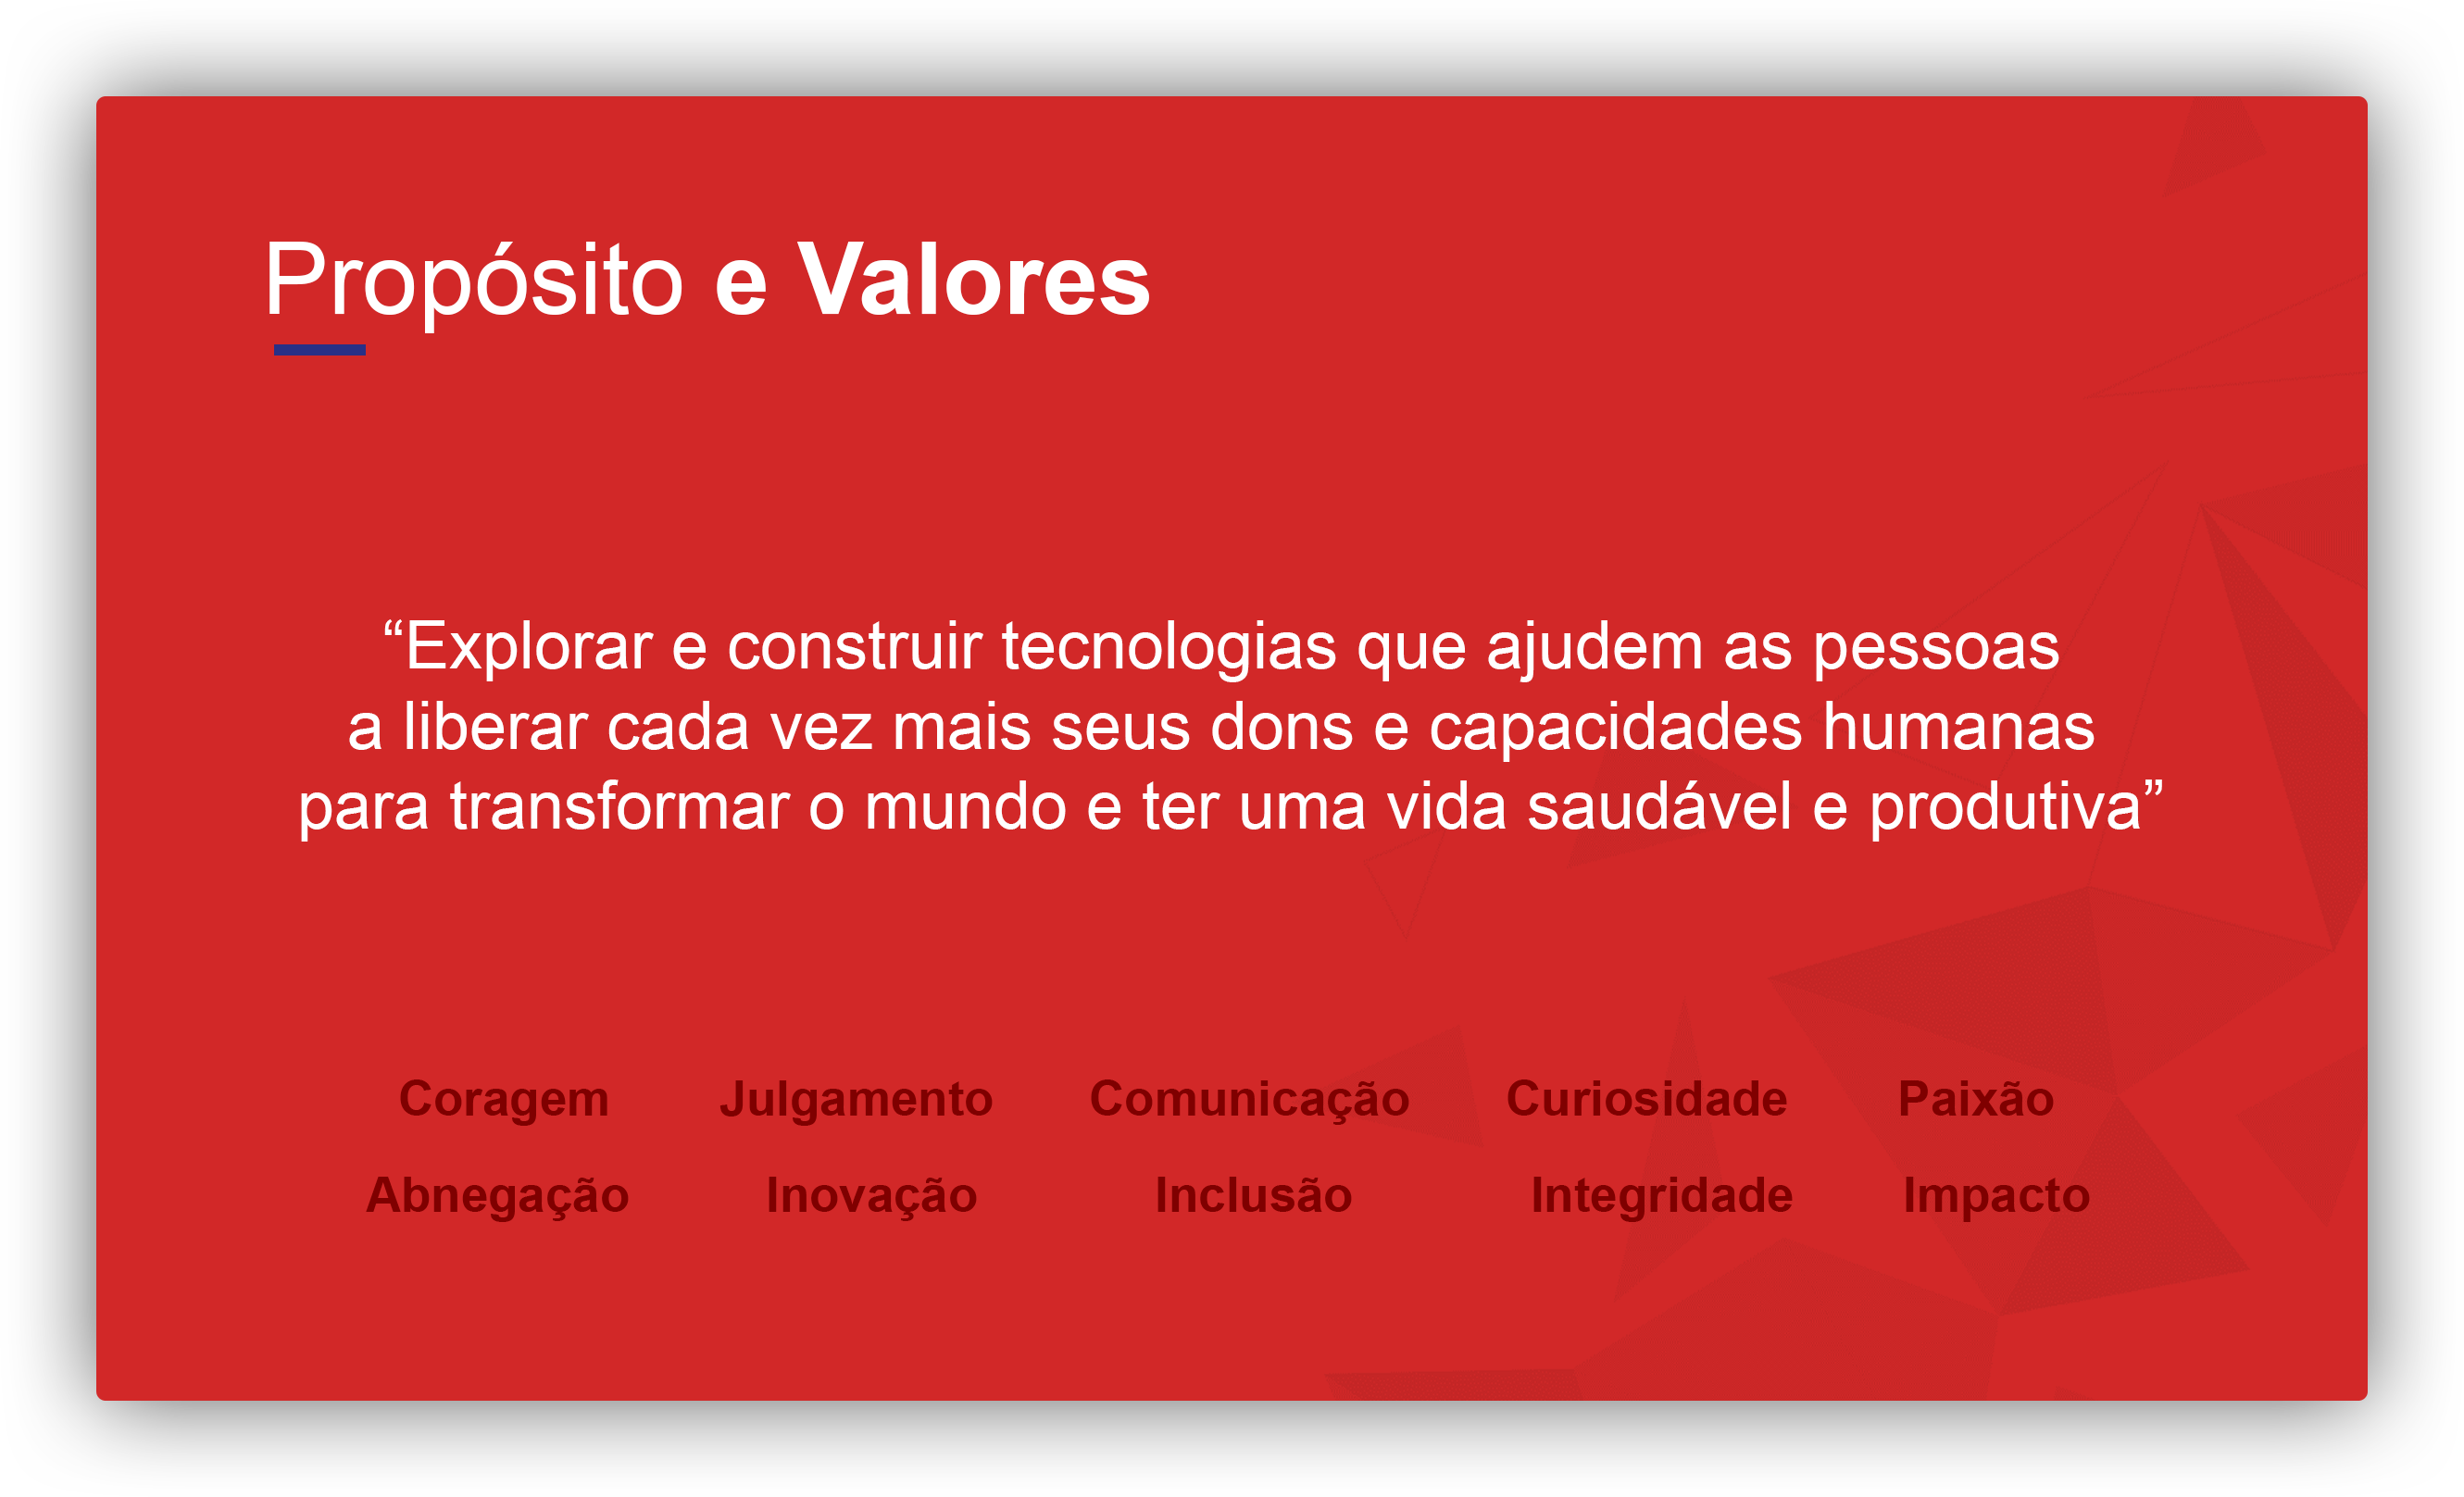 Propósito e Valores
“Explorar e construir tecnologias que ajudem as pessoas
a liberar cada vez mais seus dons e capacidades humanas
para transformar o mundo e ter uma vida saudável e produtiva”
Coragem Julgamento Comunicação Curiosidade Paixão
Abnegação Inovação Inclusão Integridade Impacto